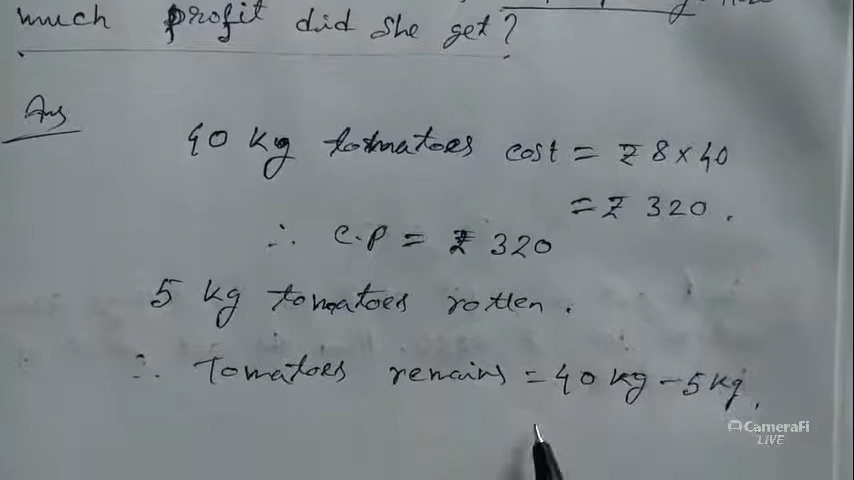 much profit did she get?
Ans
40 kg tomatoes cost = ₹ 8 × 40
= ₹ 320.
∴ C.P = ₹ 320
5 kg tomatoes rotten.
∴ Tomatoes remains = 40 kg - 5 kg.
CameraFi
LIVE